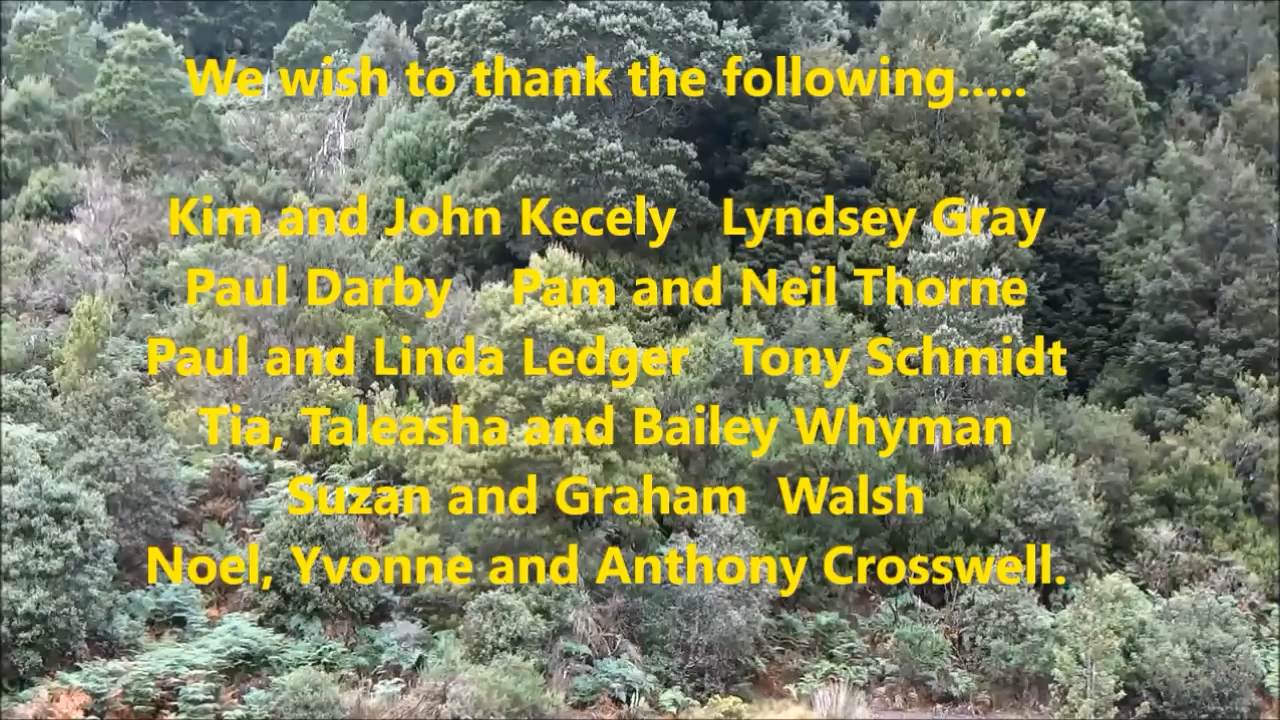 We wish to thank the following.....
Kim and John Kecely Lyndsey Gray
Paul Darby Pam and Neil Thorne
Paul and Linda Ledger Tony Schmidt
Tia, Taleasha and Bailey Whyman
Suzan and Graham Walsh
Noel, Yvonne and Anthony Crosswell.